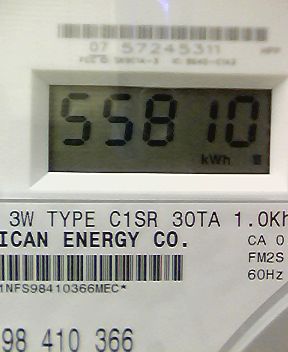 07 57245311
55810
kWh
3W TYPE C1SR 30TA 1.0Kh
ICAN ENERGY CO.
CA 0
FM2S
60Hz
1NFS98410366MEC*
98 410 366